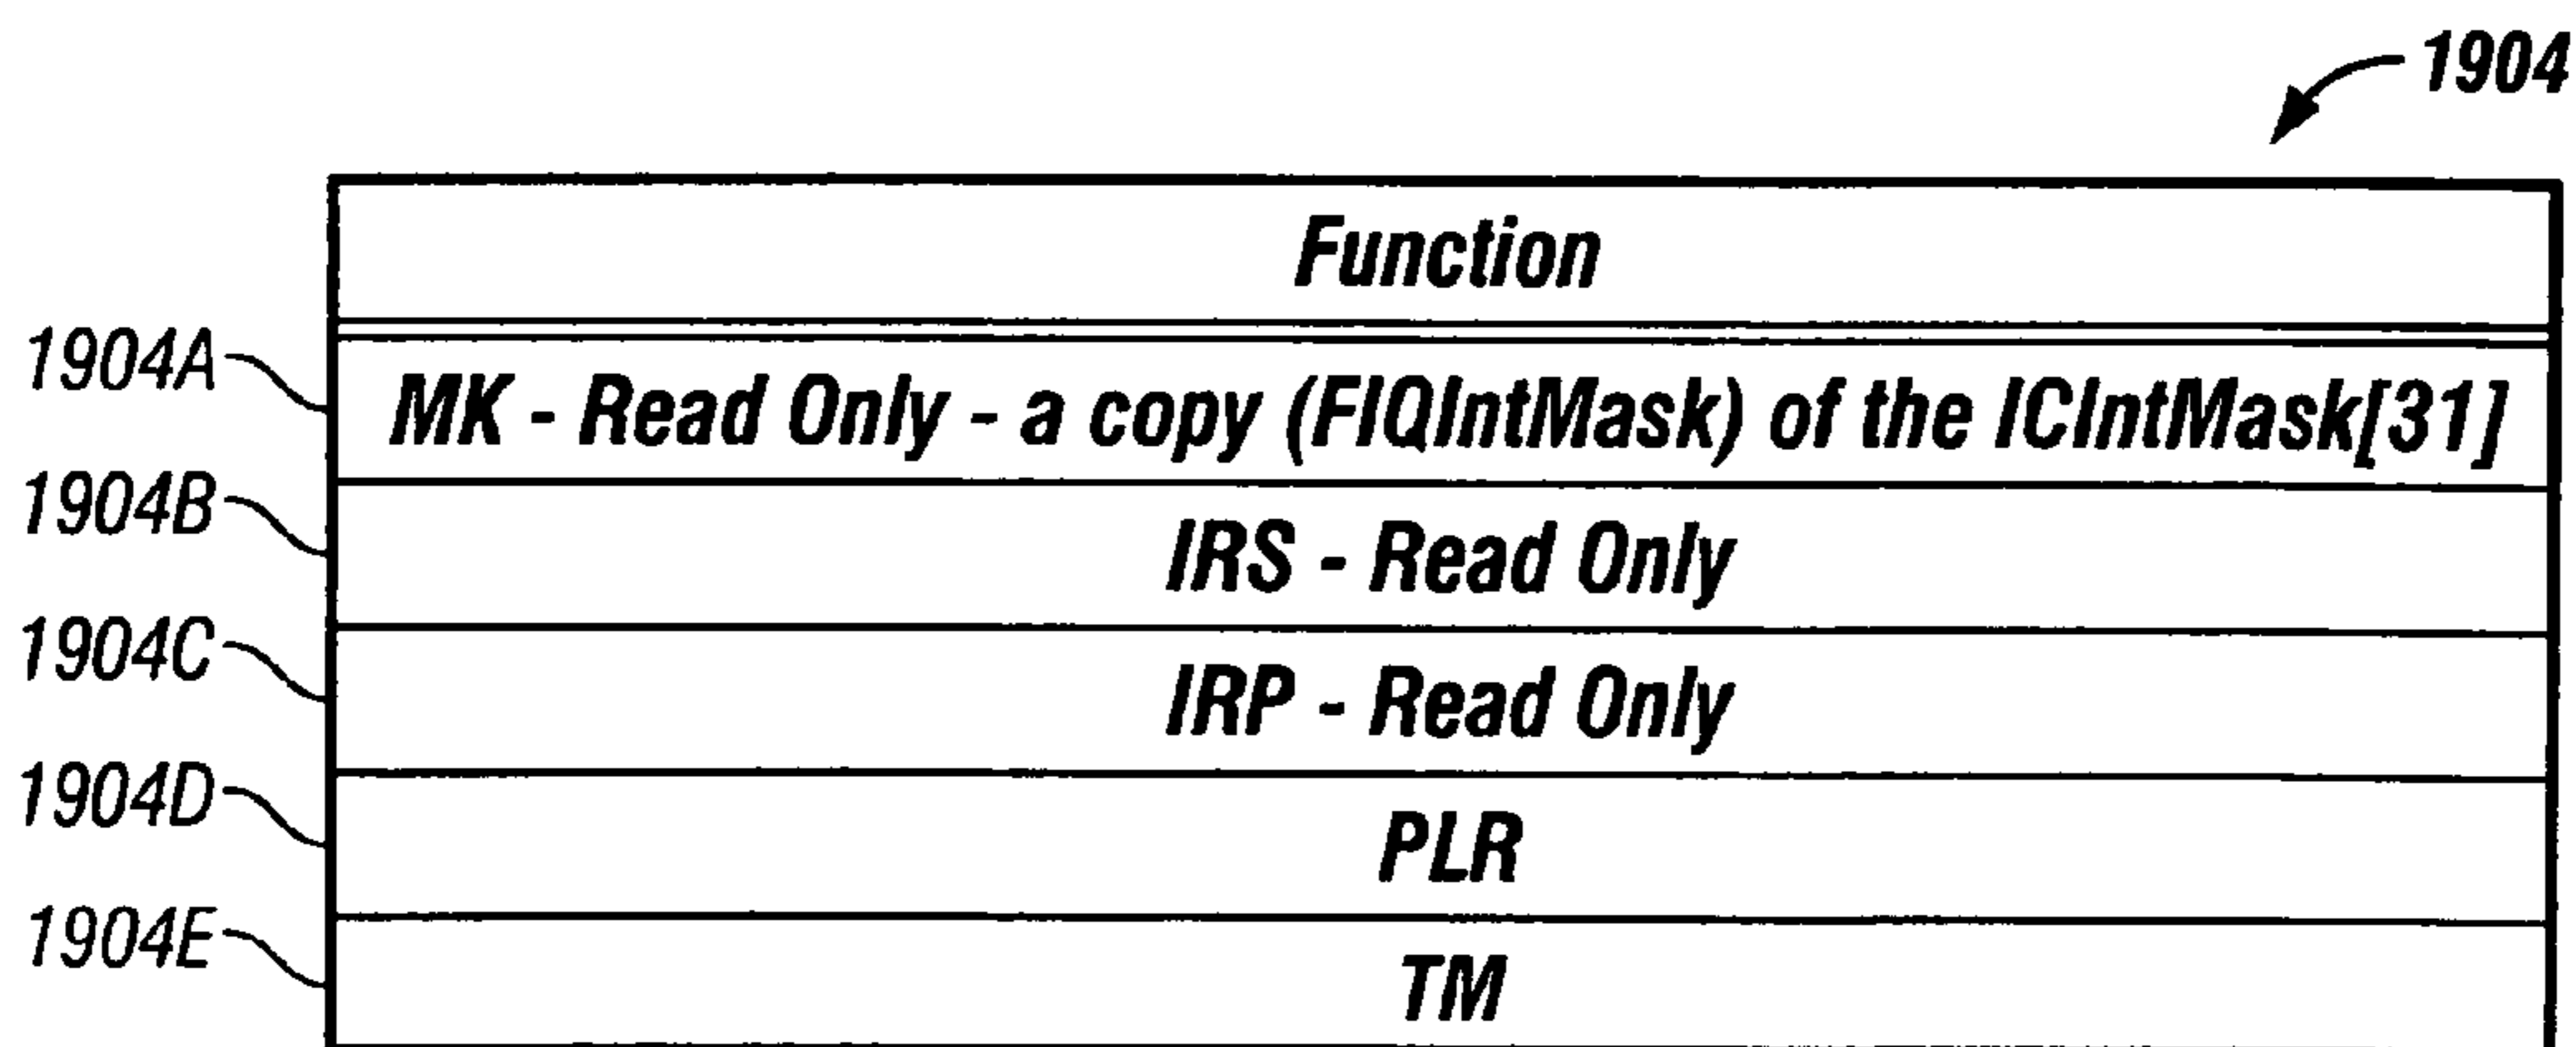 1904
Function
1904A MK - Read Only - a copy (FIQIntMask) of the ICIntMask[31]
1904B IRS - Read Only
1904C IRP - Read Only
1904D PLR
1904E TM